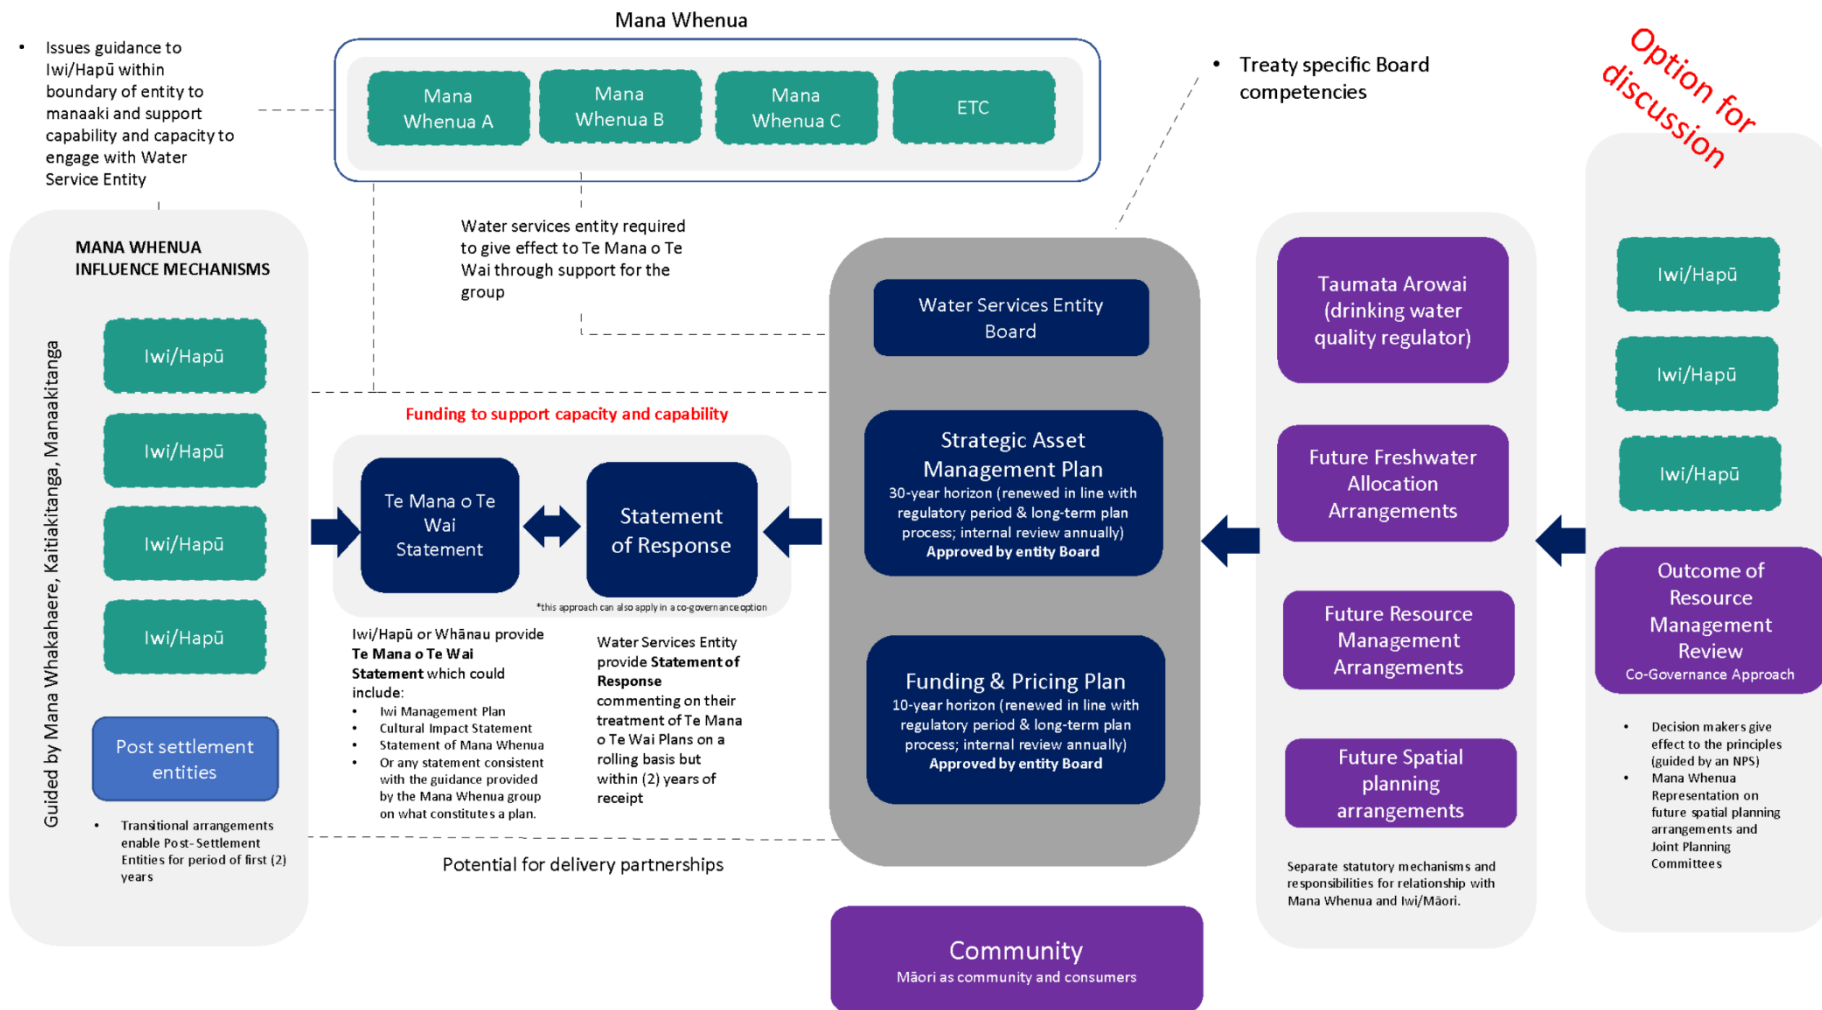 Mana Whenua
• Issues guidance to
Iwi/Hapū within
boundary of entity to
manaaki and support
capability and capacity to
engage with Water
Service Entity
Mana
Whenua A
Mana
Whenua B
Mana
Whenua C
ETC
• Treaty specific Board
competencies
Option for
discussion
MANA WHENUA
INFLUENCE MECHANISMS
Guided by Mana Whakahaere, Kaitiakitanga, Manaakitanga
Iwi/Hapū
Iwi/Hapū
Iwi/Hapū
Iwi/Hapū
Post settlement
entities
• Transitional arrangements
enable Post-Settlement
Entities for period of first (2)
years
Water services entity required
to give effect to Te Mana o Te
Wai through support for the
group
Funding to support capacity and capability
Te Mana o Te
Wai
Statement
Statement
of Response
*this approach can also apply in a co-governance option
Iwi/Hapū or Whānau provide
Te Mana o Te Wai
Statement which could
include:
• Iwi Management Plan
• Cultural Impact Statement
• Statement of Mana Whenua
• Or any statement consistent
with the guidance provided
by the Mana Whenua group
on what constitutes a plan.
Water Services Entity
provide Statement of
Response
commenting on their
treatment of Te Mana
o Te Wai Plans on a
rolling basis but
within (2) years of
receipt
Potential for delivery partnerships
Water Services Entity
Board
Strategic Asset
Management Plan
30-year horizon (renewed in line with
regulatory period & long-term plan
process; internal review annually)
Approved by entity Board
Funding & Pricing Plan
10-year horizon (renewed in line with
regulatory period & long-term plan
process; internal review annually)
Approved by entity Board
Community
Māori as community and consumers
Taumata Arowai
(drinking water
quality regulator)
Future Freshwater
Allocation
Arrangements
Future Resource
Management
Arrangements
Future Spatial
planning
arrangements
Separate statutory mechanisms and
responsibilities for relationship with
Mana Whenua and Iwi/Māori.
Iwi/Hapū
Iwi/Hapū
Iwi/Hapū
Outcome of
Resource
Management
Review
Co-Governance Approach
• Decision makers give
effect to the principles
(guided by an NPS)
• Mana Whenua
Representation on
future spatial planning
arrangements and
Joint Planning
Committees